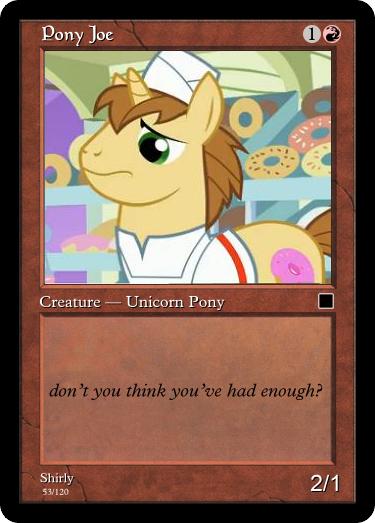 Pony Joe 1
Creature — Unicorn Pony
don't you think you've had enough?
Shirly
53/120
2/1